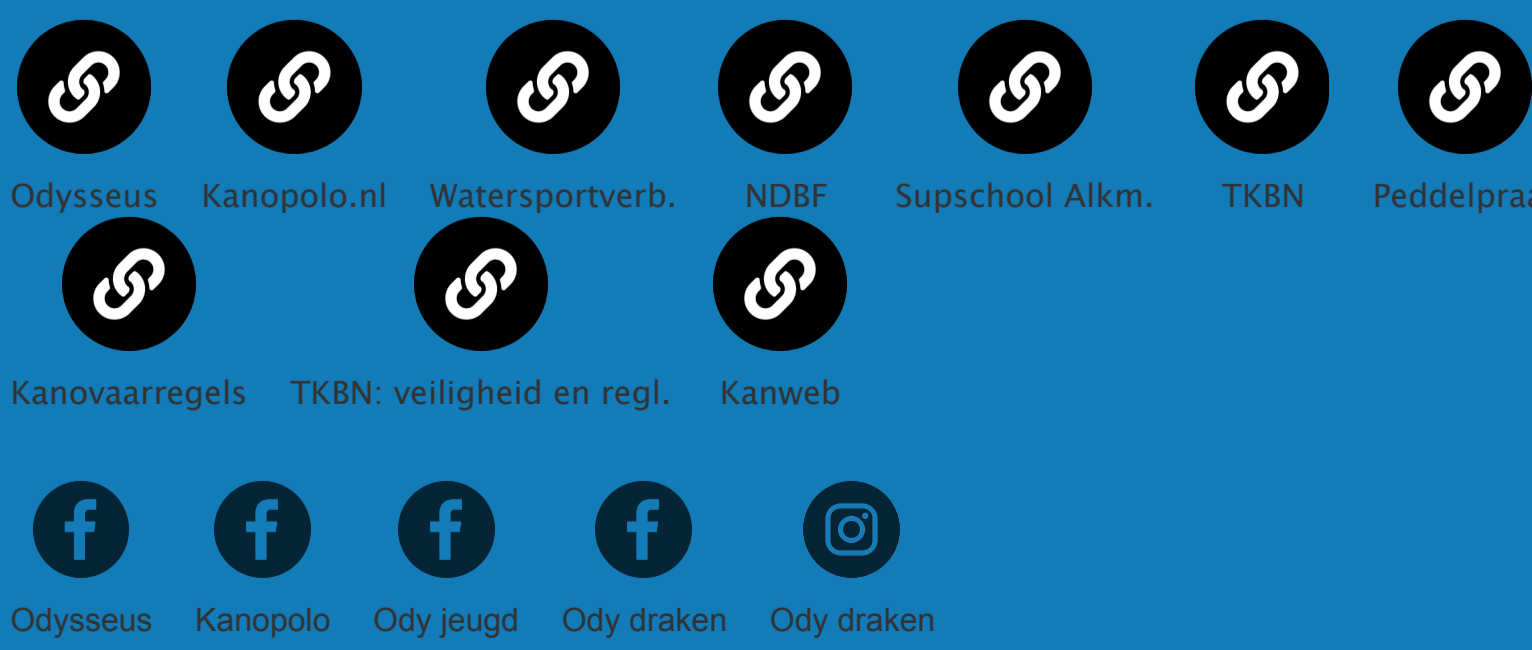 Odysseus Kanopolo.nl Watersportverb. NDBF Supschool Alkm. TKBN
Kanovaarregels TKBN: veiligheid en regl. Kanweb
Odysseus Kanopolo Ody jeugd Ody draken Ody draken